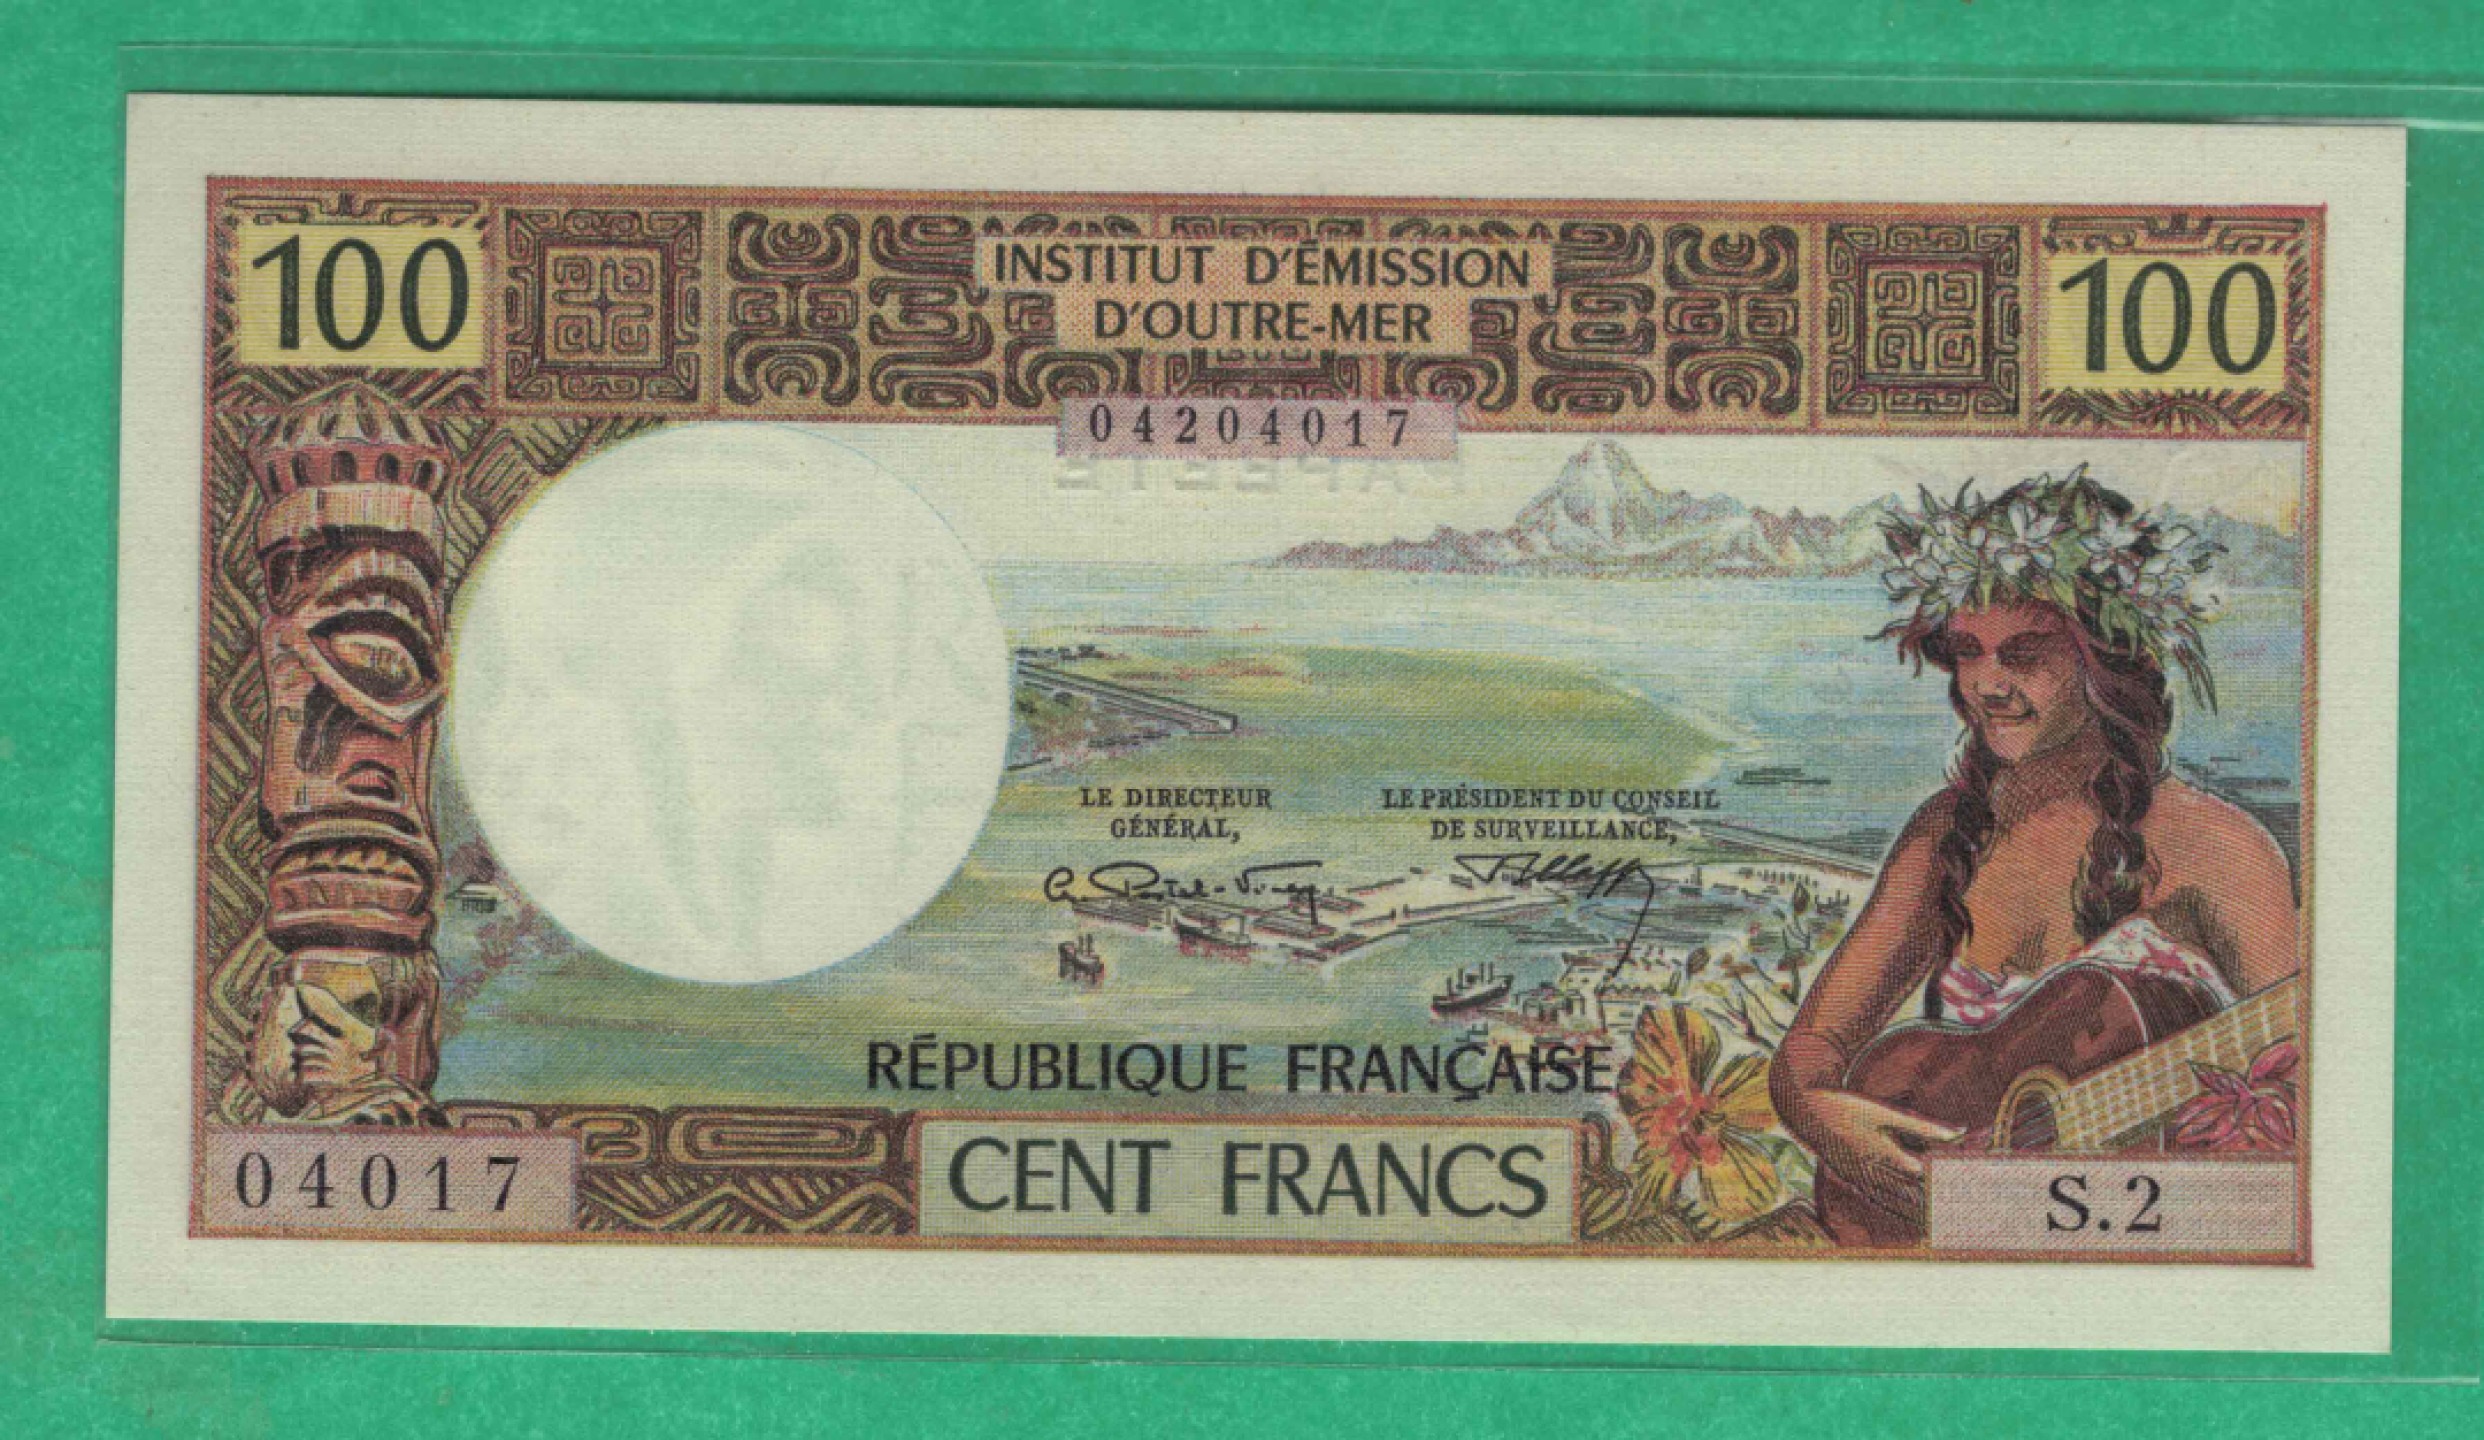 100
INSTITUT D'ÉMISSION
D'OUTRE-MER
100
04204017
PAPEETE
LE DIRECTEUR
GÉNÉRAL,
LE PRÉSIDENT DU CONSEIL
DE SURVEILLANCE,
RÉPUBLIQUE FRANÇAISE
04017
CENT FRANCS
S.2